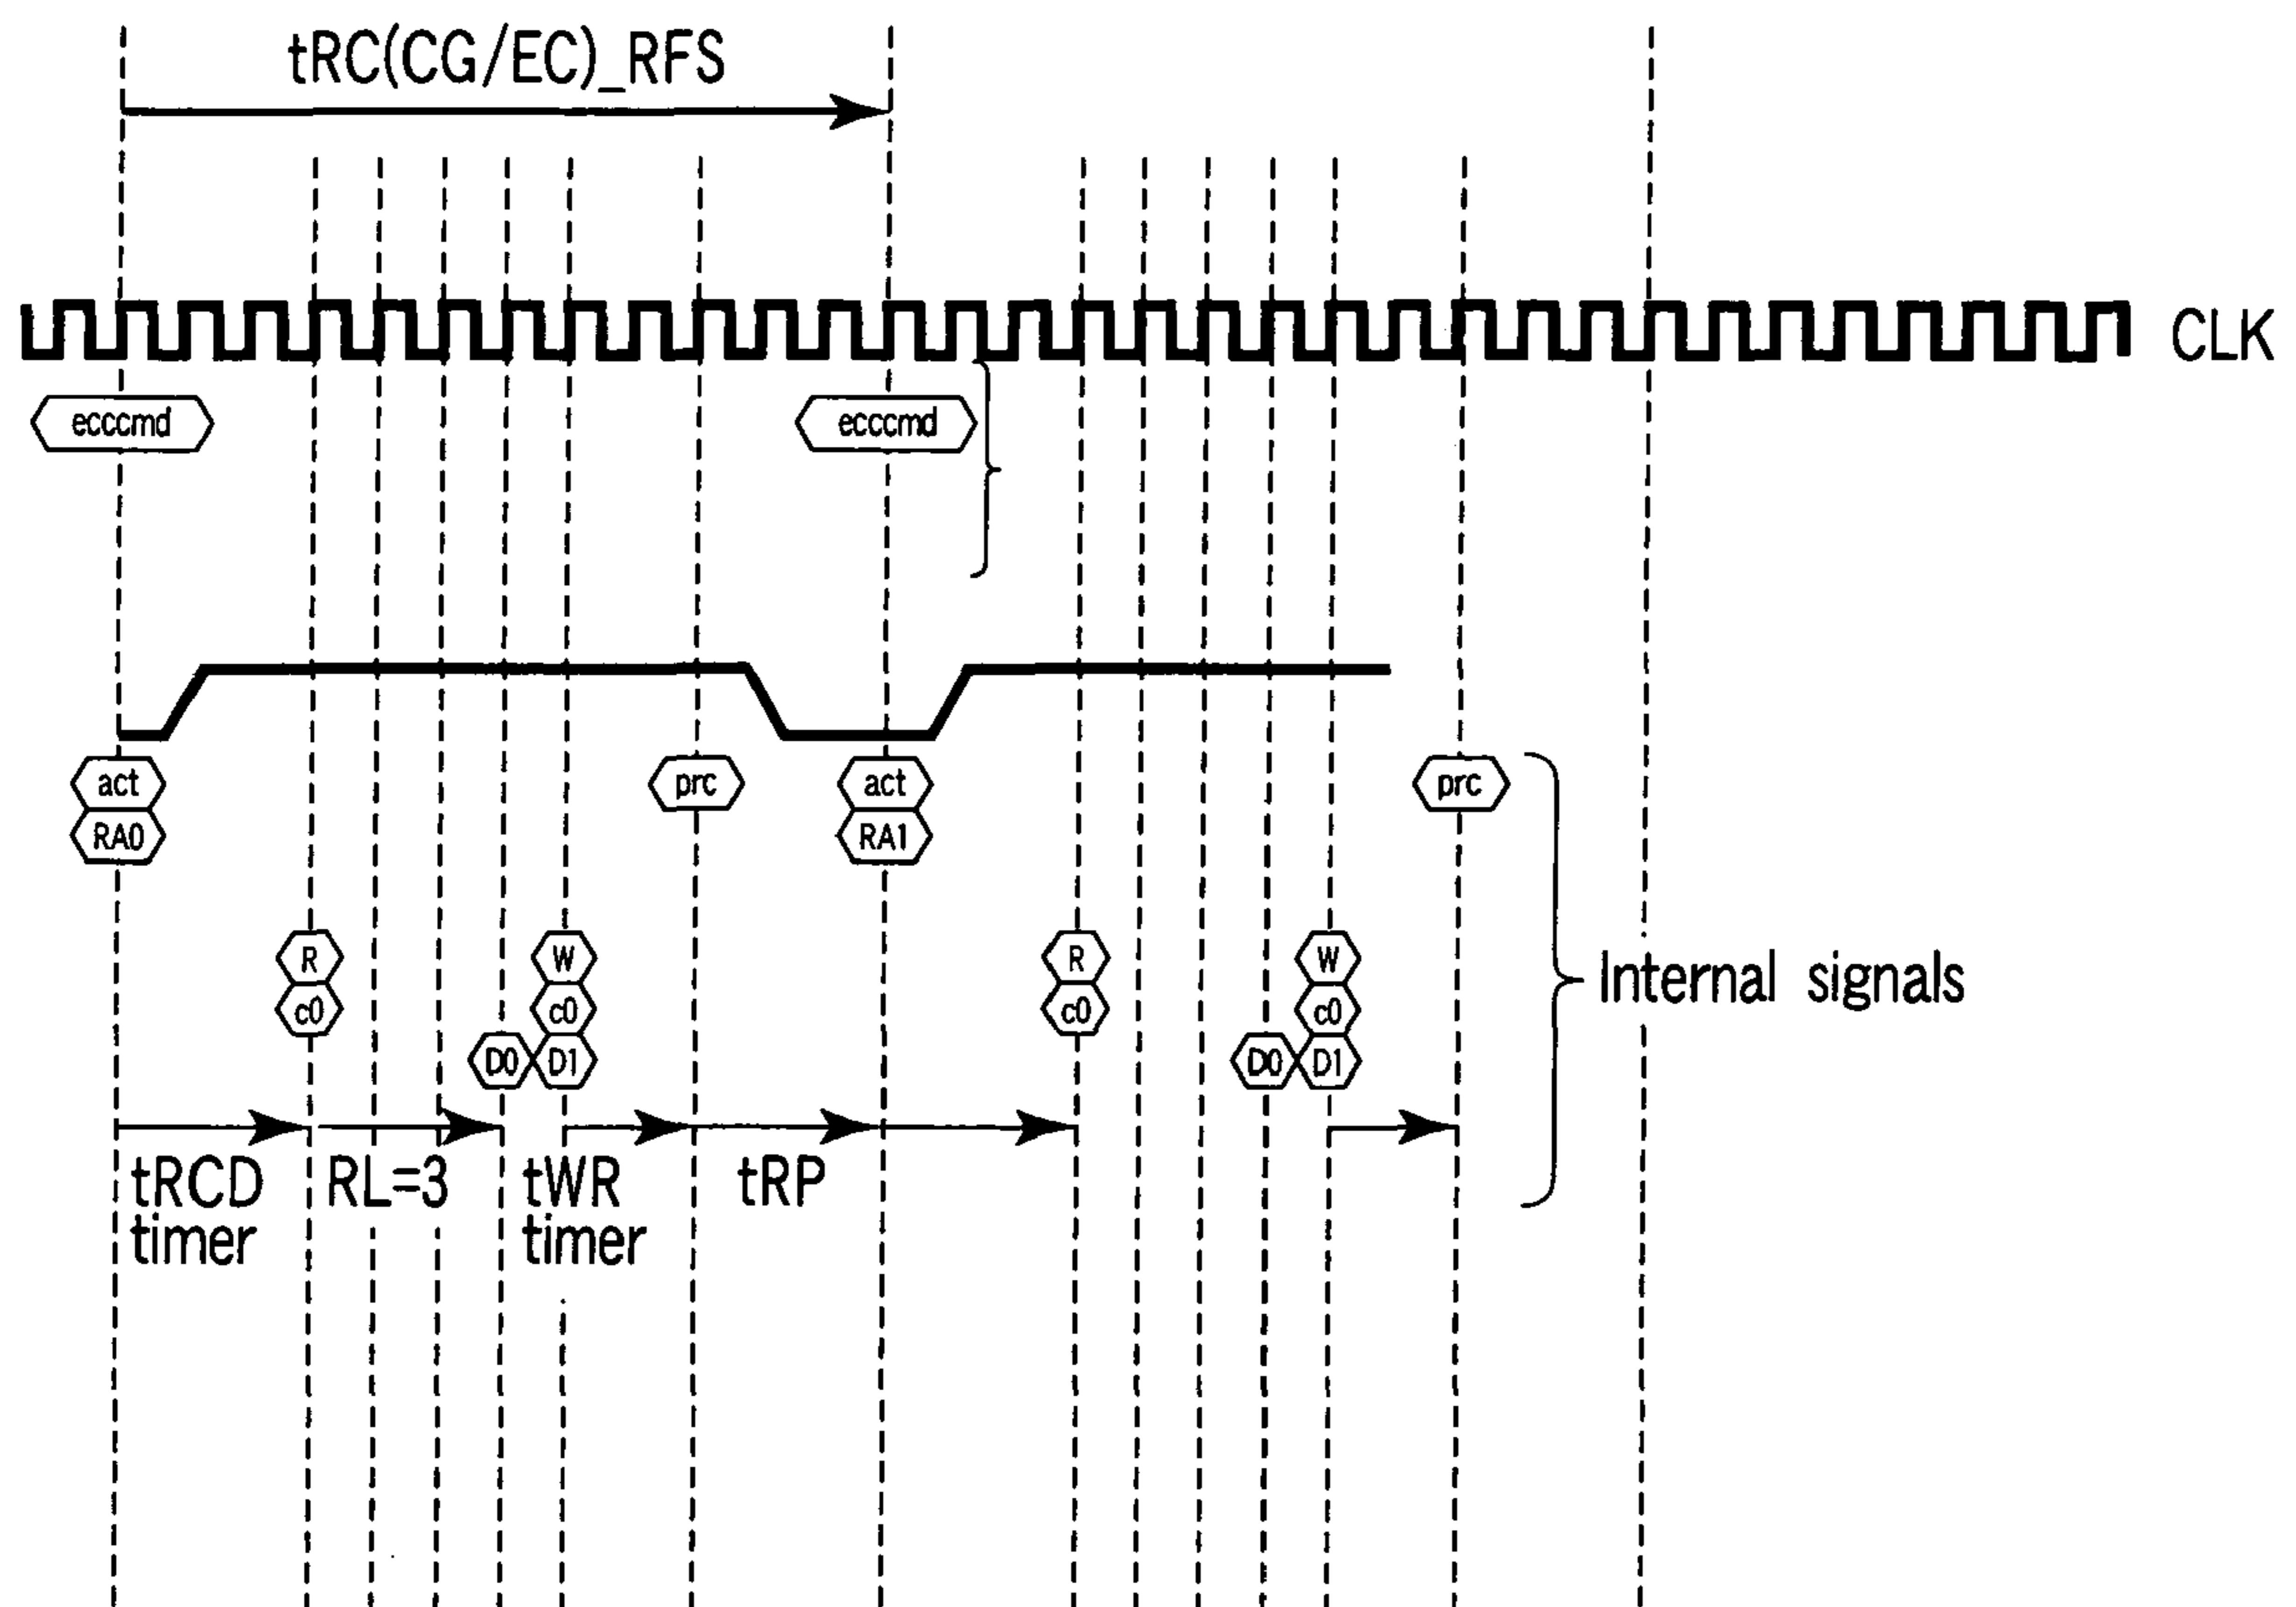 tRC(CG/EC)_RFS
CLK
ecccmd
ecccmd
act
RA0
prc
act
RA1
prc
R
c0
W
c0
D0
D1
R
c0
W
c0
D0
D1
Internal signals
tRCD
timer
RL=3
tWR
timer
tRP